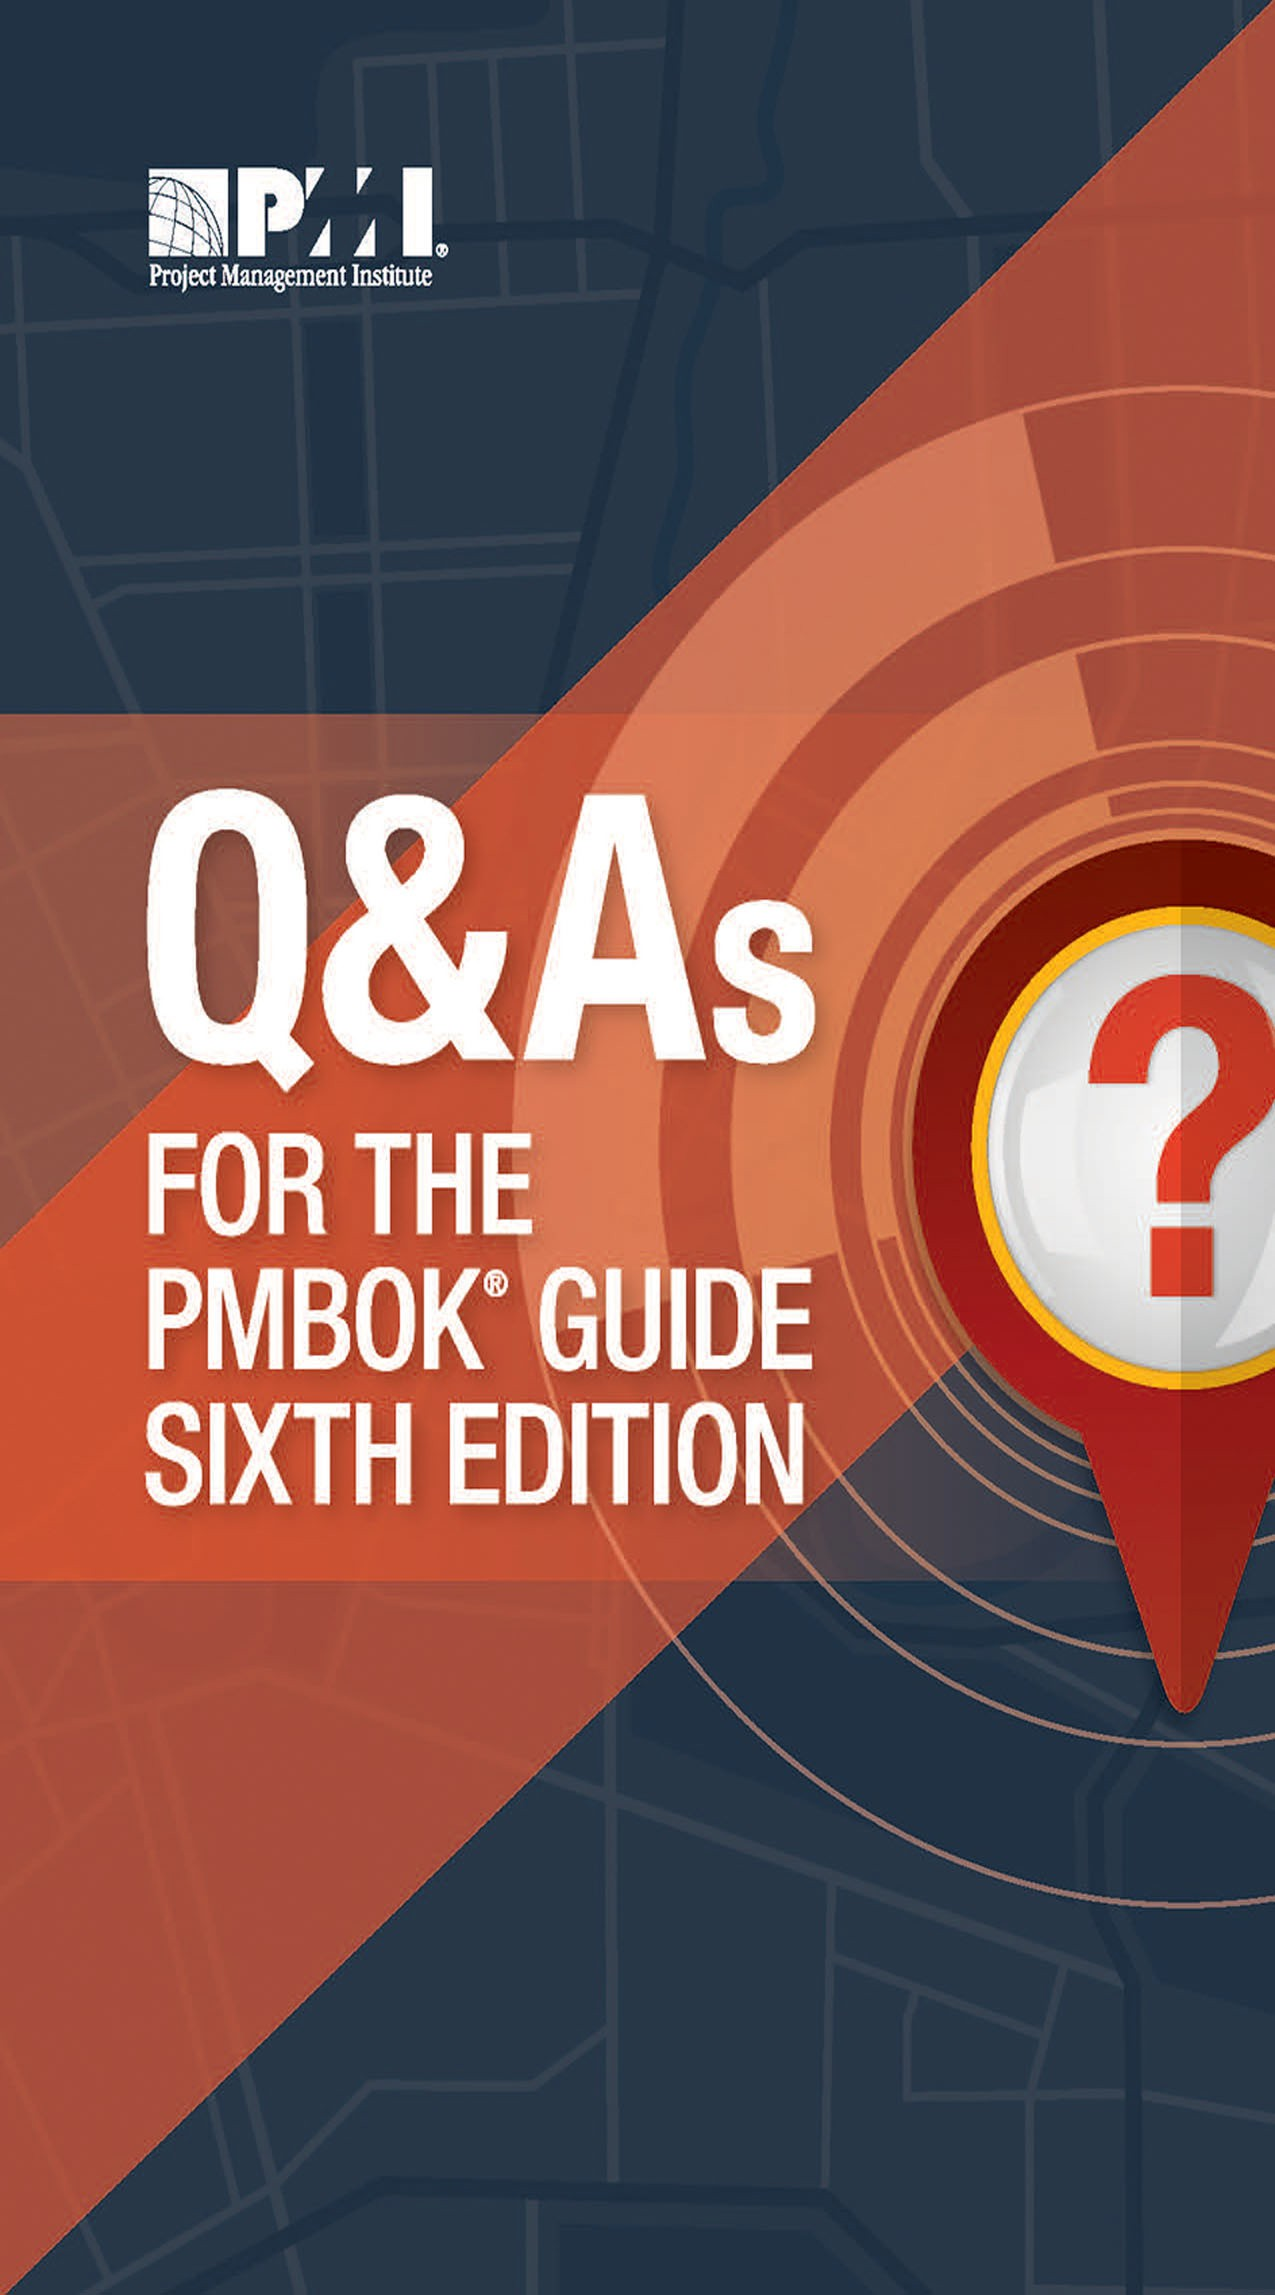 PMI®
Project Management Institute
Q&As
FOR THE
PMBOK® GUIDE
SIXTH EDITION
?